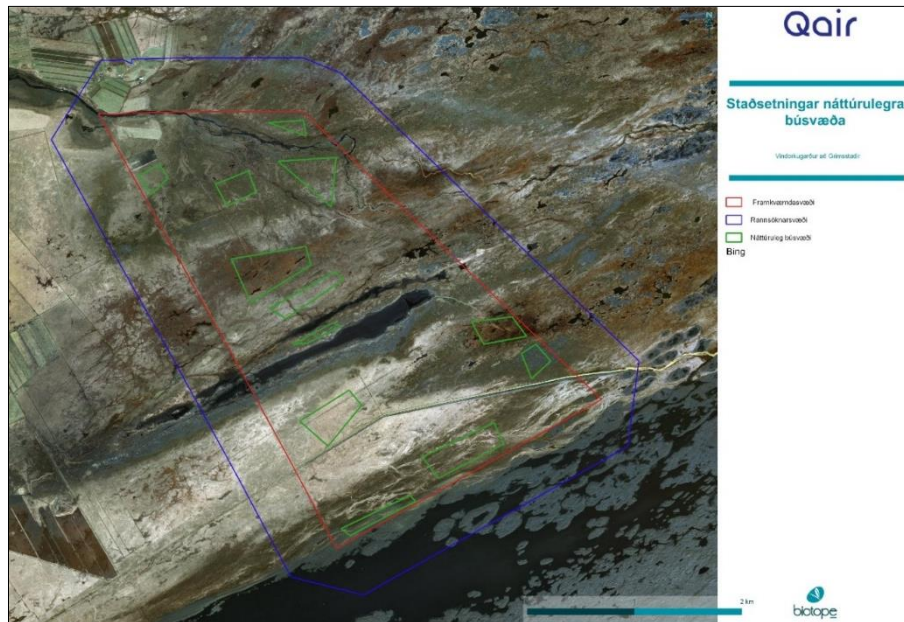 Qair
Staðsetningar náttúrulegra
búsvæða
Framkvæmdasvæði
Rannsóknarsvæði
Náttúruleg búsvæði
Bing
2 km
biotope